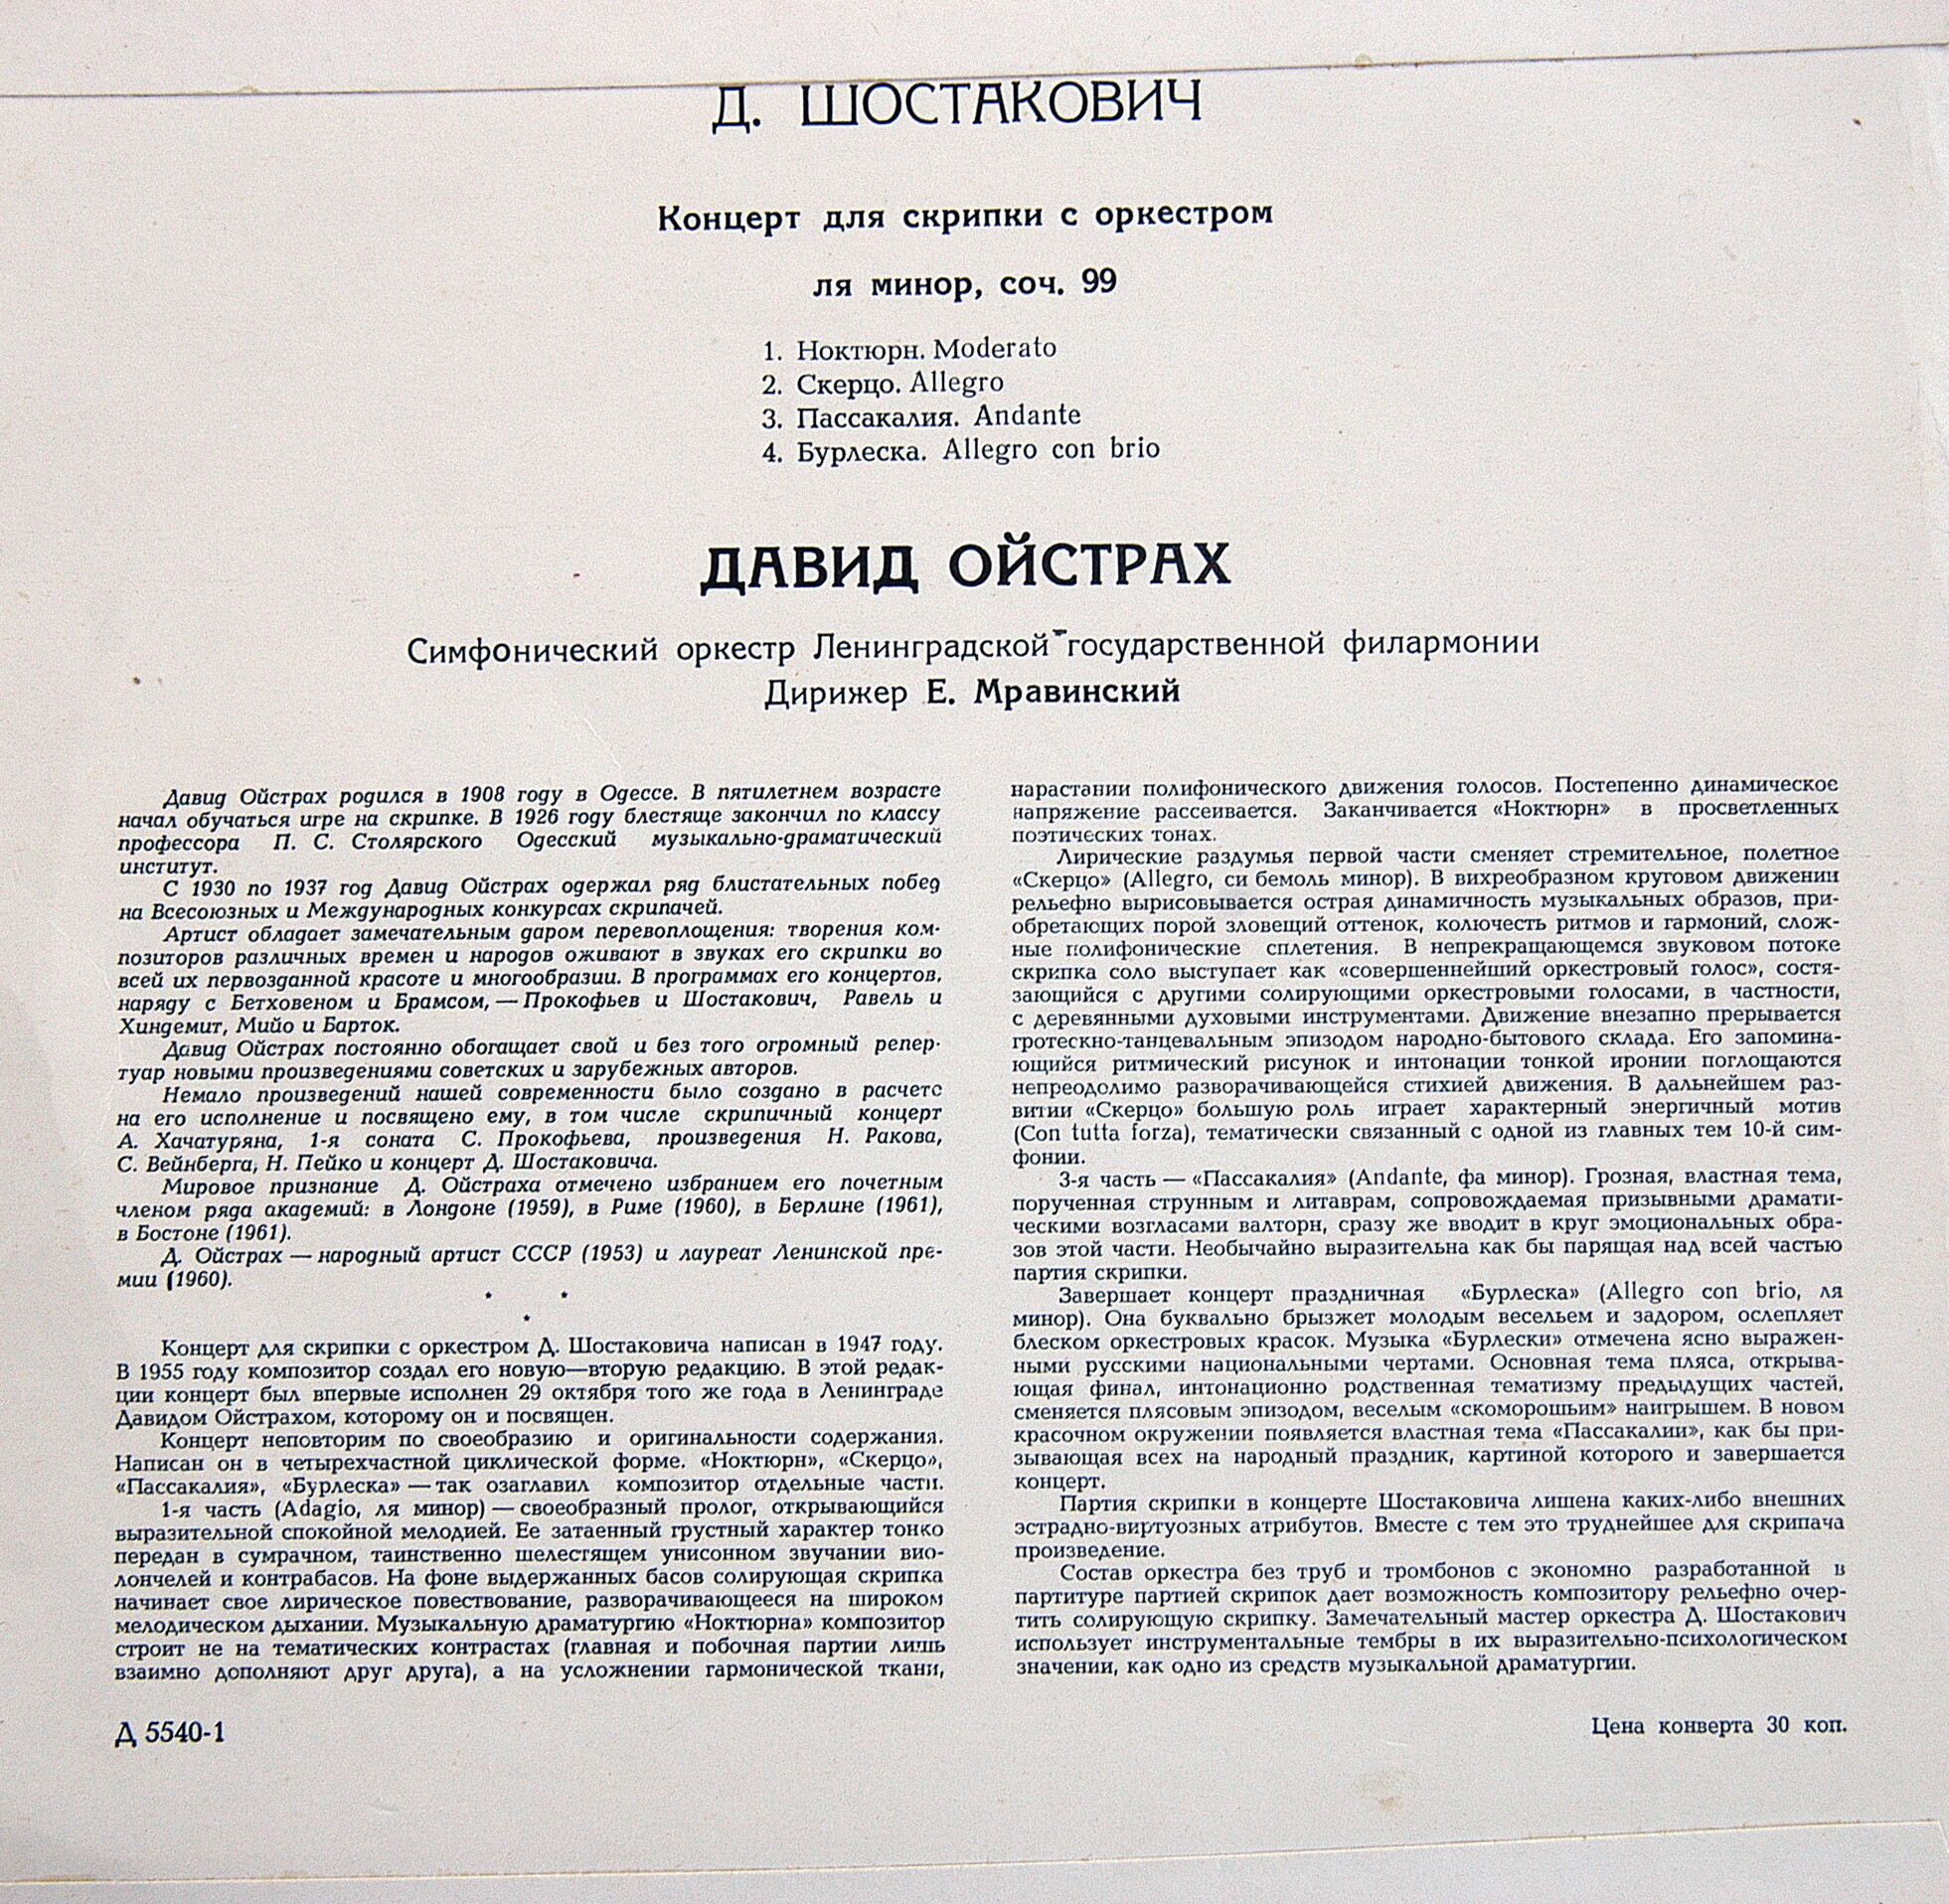 Д. ШОСТАКОВИЧ
Концерт для скрипки с оркестром
ля минор, соч. 99
1. Ноктюрн. Moderato
2. Скерцо. Allegro
3. Пассакалия. Andante
4. Бурлеска. Allegro con brio
ДАВИД ОЙСТРАХ
Симфонический оркестр Ленинградской государственной филармонии
Дирижер Е. Мравинский
Давид Ойстрах родился в 1908 году в Одессе. В пятилетнем возрасте
начал обучаться игре на скрипке. В 1926 году блестяще закончил по классу
профессора П. С. Столярского Одесский музыкально-драматический
институт.
С 1930 по 1937 год Давид Ойстрах одержал ряд блистательных побед
на Всесоюзных и Международных конкурсах скрипачей.
Артист обладает замечательным даром перевоплощения: творения ком-
позиторов различных времен и народов оживают в звуках его скрипки во
всей их первозданной красоте и многообразии. В программах его концертов,
наряду с Бетховеном и Брамсом, — Прокофьев и Шостакович, Равель и
Хиндемит, Мийо и Барток.
Давид Ойстрах постоянно обогащает свой и без того огромный репер-
туар новыми произведениями советских и зарубежных авторов.
Немало произведений нашей современности было создано в расчете
на его исполнение и посвящено ему, в том числе скрипичный концерт
А. Хачатуряна, 1-я соната С. Прокофьева, произведения Н. Ракова,
С. Вейнберга, Н. Пейко и концерт Д. Шостаковича.
Мировое признание Д. Ойстраха отмечено избранием его почетным
членом ряда академий: в Лондоне (1959), в Риме (1960), в Берлине (1961),
в Бостоне (1961).
Д. Ойстрах — народный артист СССР (1953) и лауреат Ленинской пре-
мии (1960).
* * *
Концерт для скрипки с оркестром Д. Шостаковича написан в 1947 году.
В 1955 году композитор создал его новую—вторую редакцию. В этой редак-
ции концерт был впервые исполнен 29 октября того же года в Ленинграде
Давидом Ойстрахом, которому он и посвящен.
Концерт неповторим по своеобразию и оригинальности содержания.
Написан он в четырехчастной циклической форме. «Ноктюрн», «Скерцо»,
«Пассакалия», «Бурлеска» — так озаглавил композитор отдельные части.
1-я часть (Adagio, ля минор) — своеобразный пролог, открывающийся
выразительной спокойной мелодией. Ее затаенный грустный характер тонко
передан в сумрачном, таинственно шелестящем унисонном звучании вио-
лончелей и контрабасов. На фоне выдержанных басов солирующая скрипка
начинает свое лирическое повествование, разворачивающееся на широком
мелодическом дыхании. Музыкальную драматургию «Ноктюрна» композитор
строит не на тематических контрастах (главная и побочная партии лишь
взаимно дополняют друг друга), а на усложнении гармонической ткани,
нарастании полифонического движения голосов. Постепенно динамическое
напряжение рассеивается. Заканчивается «Ноктюрн» в просветленных
поэтических тонах.
Лирические раздумья первой части сменяет стремительное, полетное
«Скерцо» (Allegro, си бемоль минор). В вихреобразном круговом движении
рельефно вырисовывается острая динамичность музыкальных образов, при-
обретающих порой зловещий оттенок, колючесть ритмов и гармоний, слож-
ные полифонические сплетения. В непрекращающемся звуковом потоке
скрипка соло выступает как «совершеннейший оркестровый голос», состя-
зающийся с другими солирующими оркестровыми голосами, в частности,
с деревянными духовыми инструментами. Движение внезапно прерывается
гротескно-танцевальным эпизодом народно-бытового склада. Его запомина-
ющийся ритмический рисунок и интонации тонкой иронии поглощаются
непреодолимо разворачивающейся стихией движения. В дальнейшем раз-
витии «Скерцо» большую роль играет характерный энергичный мотив
(Con tutta forza), тематически связанный с одной из главных тем 10-й сим-
фонии.
3-я часть — «Пассакалия» (Andante, фа минор). Грозная, властная тема,
порученная струнным и литаврам, сопровождаемая призывными драмати-
ческими возгласами валторн, сразу же вводит в круг эмоциональных обра-
зов этой части. Необычайно выразительна как бы парящая над всей частью
партия скрипки.
Завершает концерт праздничная «Бурлеска» (Allegro con brio, ля
минор). Она буквально брызжет молодым весельем и задором, ослепляет
блеском оркестровых красок. Музыка «Бурлески» отмечена ясно выражен-
ными русскими национальными чертами. Основная тема пляса, открыва-
ющая финал, интонационно родственная тематизму предыдущих частей,
сменяется плясовым эпизодом, веселым «скоморошьим» наигрышем. В новом
красочном окружении появляется властная тема «Пассакалии», как бы при-
зывающая всех на народный праздник, картиной которого и завершается
концерт.
Партия скрипки в концерте Шостаковича лишена каких-либо внешних
эстрадно-виртуозных атрибутов. Вместе с тем это труднейшее для скрипача
произведение.
Состав оркестра без труб и тромбонов с экономно разработанной в
партитуре партией скрипок дает возможность композитору рельефно очер-
тить солирующую скрипку. Замечательный мастер оркестра Д. Шостакович
использует инструментальные тембры в их выразительно-психологическом
значении, как одно из средств музыкальной драматургии.
Д 5540-1
Цена конверта 30 коп.